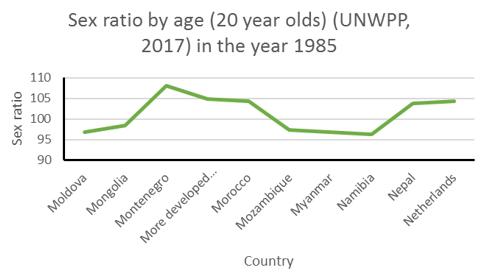 Sex ratio by age (20 year olds) (UNWPP,
2017) in the year 1985
110
105
100
95
90
Sex ratio
Moldova
Mongolia
Montenegro
More developed...
Morocco
Mozambique
Myanmar
Namibia
Nepal
Netherlands
Country